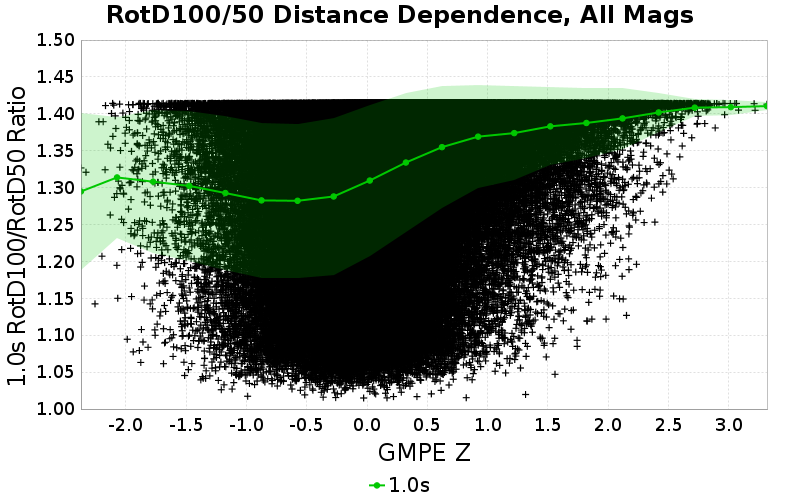 RotD100/50 Distance Dependence, All Mags
1.0s RotD100/RotD50 Ratio
1.50
1.45
1.40
1.35
1.30
1.25
1.20
1.15
1.10
1.05
1.00
-2.0 -1.5 -1.0 -0.5 0.0 0.5 1.0 1.5 2.0 2.5 3.0
GMPE Z
1.0s